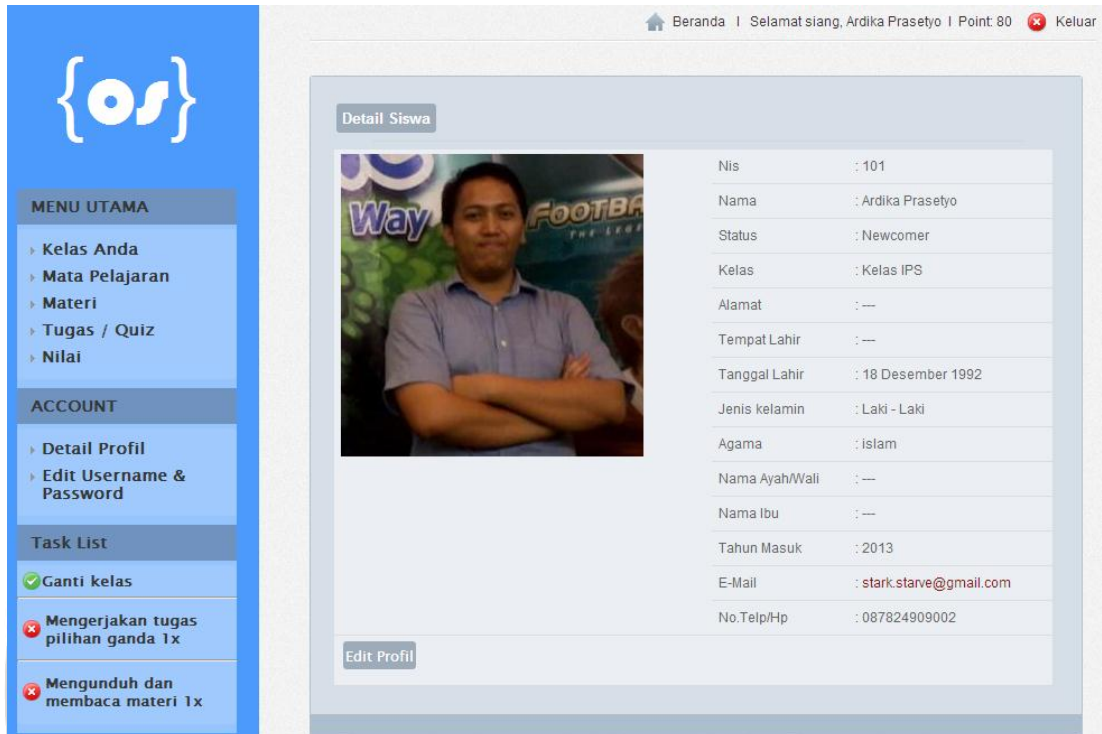 Beranda I Selamat siang, Ardika Prasetyo I Point: 80 Keluar
{os}
MENU UTAMA
Kelas Anda
Mata Pelajaran
Materi
Tugas / Quiz
Nilai
ACCOUNT
Detail Profil
Edit Username &
Password
Task List
Ganti kelas
Mengerjakan tugas
pilihan ganda 1x
Mengunduh dan
membaca materi 1x
Detail Siswa
Way
FOOTBA
THE LEGE
Nis : 101
Nama : Ardika Prasetyo
Status : Newcomer
Kelas : Kelas IPS
Alamat : ---
Tempat Lahir : ---
Tanggal Lahir : 18 Desember 1992
Jenis kelamin : Laki - Laki
Agama : islam
Nama Ayah/Wali : ---
Nama Ibu : ---
Tahun Masuk : 2013
E-Mail : stark.starve@gmail.com
No.Telp/Hp : 087824909002
Edit Profil